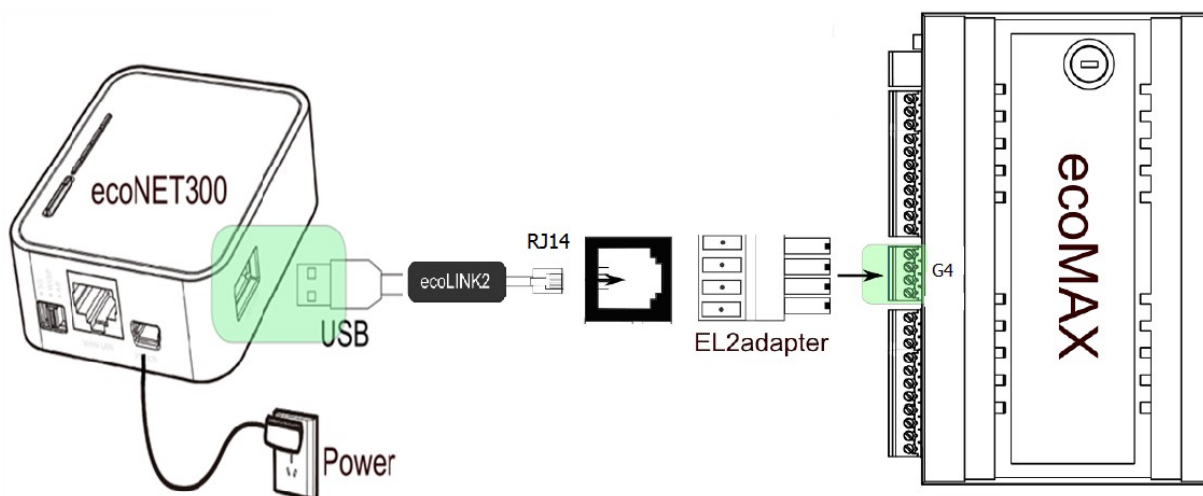 ecoNET300
USB
ecoLINK2
RJ14
EL2adapter
G4
ecoMAX
Power